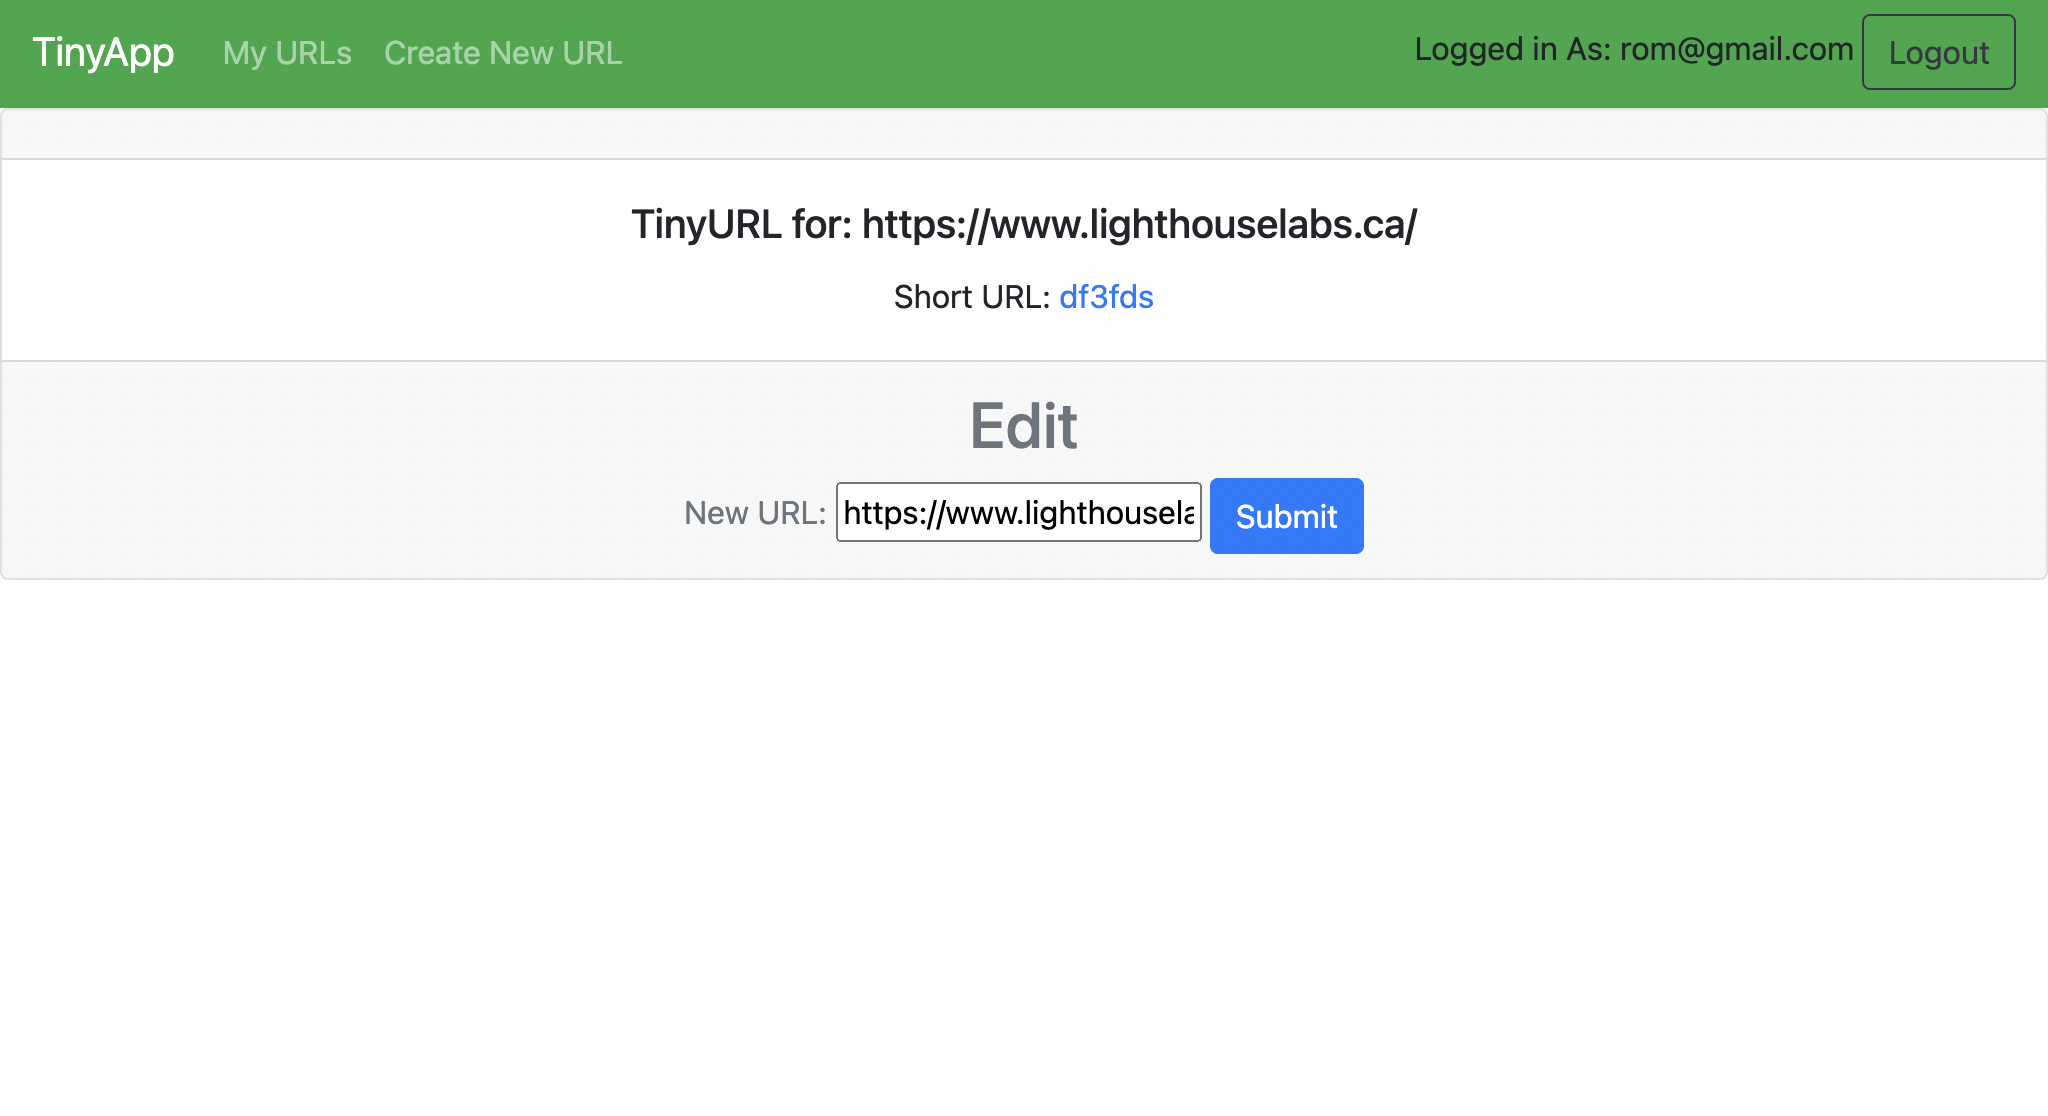 TinyApp My URLs Create New URL Logged in As: rom@gmail.com Logout
TinyURL for: https://www.lighthouselabs.ca/
Short URL: df3fds
Edit
New URL: https://www.lighthousela Submit